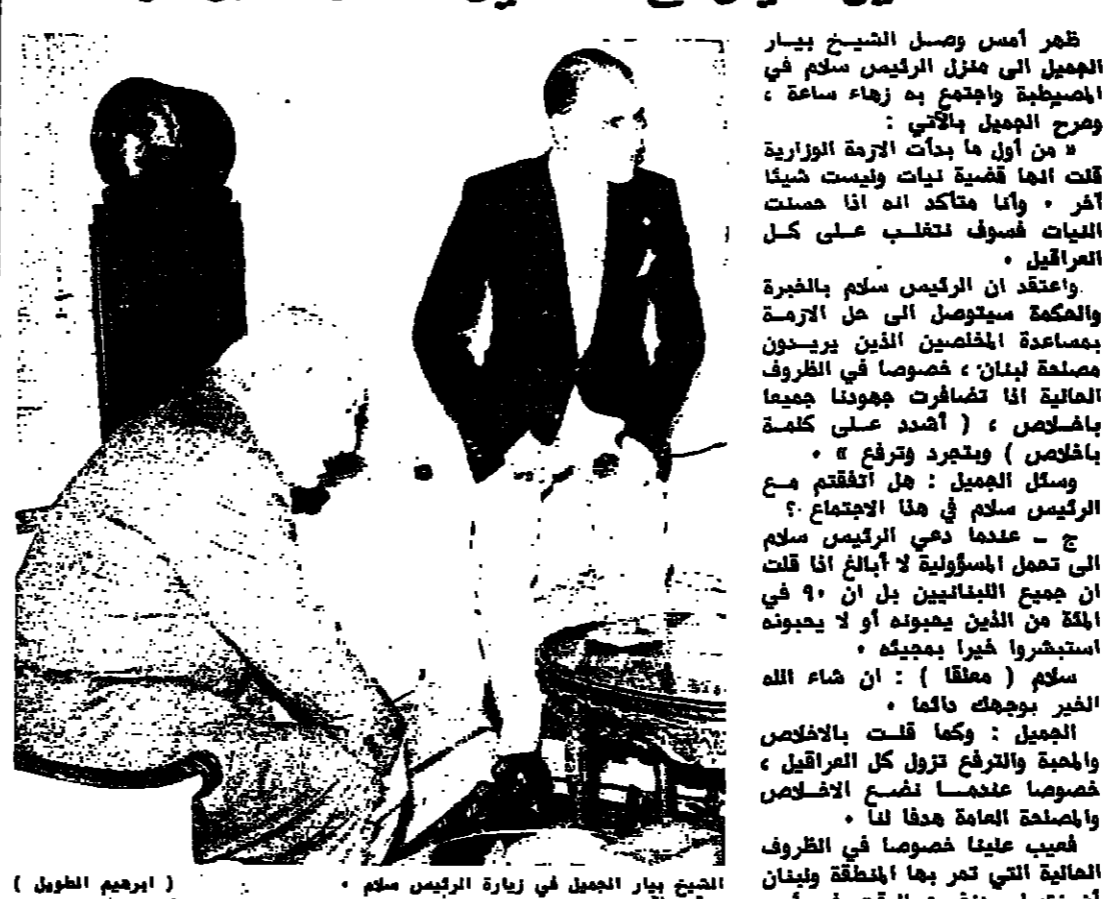 ظهر أمس وصل الشيخ بيار
الجميل الى منزل الرئيس سلام في
المصيطبة واجتمع به زهاء ساعة ،
وصرح الجميل بالآتي :
« من أول ما بدأت الازمة الوزارية
قلت انها قضية نيات وليست شيئا
آخر . وأنا متأكد انه اذا حسنت
النيات فسوف نتغلب على كل
العراقيل .
واعتقد ان الرئيس سلام بالخبرة
والحكمة سيتوصل الى حل الازمة
بمساعدة المخلصين الذين يريدون
مصلحة لبنان ، خصوصا في الظروف
الحالية اذا تضافرت جهودنا جميعا
باخلاص ، ( أشدد على كلمة
باخلاص ) وبتجرد وترفع » .
وسئل الجميل : هل اتفقتم مع
الرئيس سلام في هذا الاجتماع ؟
ج – عندما دعي الرئيس سلام
الى تحمل المسؤولية لا أبالغ اذا قلت
ان جميع اللبنانيين بل ان ٩٠ في
المئة من الذين يحبونه أو لا يحبونه
استبشروا خيرا بمجيئه .
سلام ( معلقا ) : ان شاء الله
الخير بوجهك دائما .
الجميل : وكما قلت بالاخلاص
والمحبة والترفع تزول كل العراقيل ،
خصوصا عندما نضع الاخلاص
والمصلحة العامة هدفا لنا .
فعيب علينا خصوصا في الظروف
الحالية التي تمر بها المنطقة ولبنان
الشيخ بيار الجميل في زيارة الرئيس سلام .
( ابرهيم الطويل )